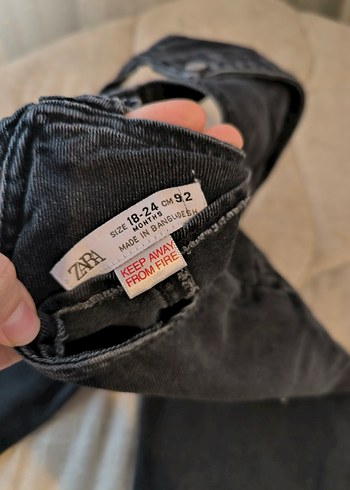 ZARA
SIZE 18-24 CM 92
MONTHS
MADE IN BANGLADESH
KEEP AWAY
FROM FIRE